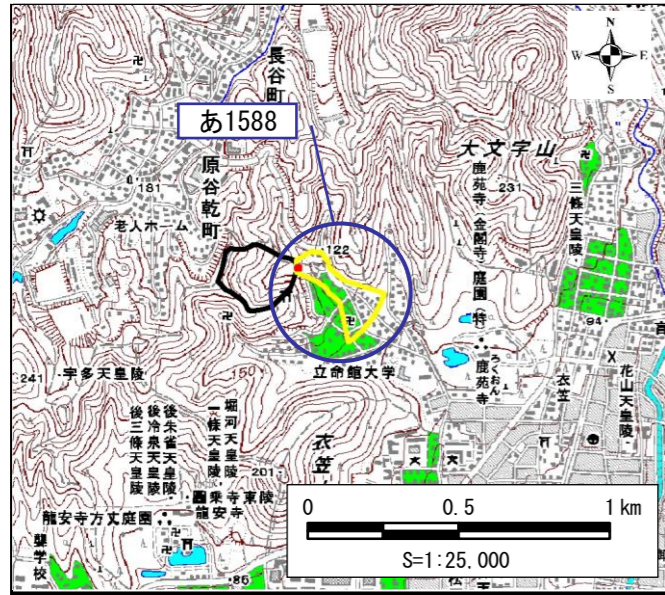 N
W
E
S
長谷町
あ1588
原谷乾町
大文字山
231
鹿苑寺(金閣寺)庭園(特)
三條天皇陵
181
老人ホーム
122
94
立命館大学
ろくおん
鹿苑寺
衣笠
花山天皇陵
241
宇多天皇陵
150
後朱雀天皇陵
後冷泉天皇陵
後三條天皇陵
堀河天皇陵
一條天皇陵
衣笠
201
乗寺東陵
龍安寺
龍安寺方丈庭園
聾学校
86
0
0.5
1km
S=1:25,000